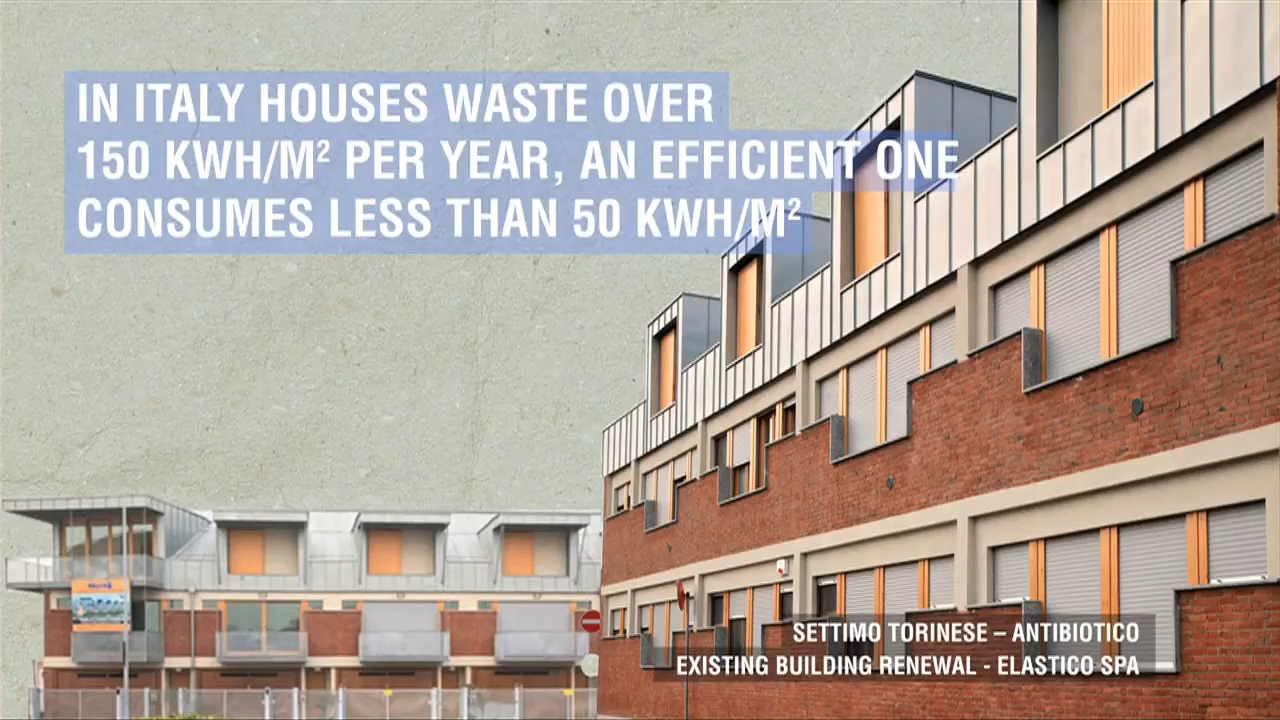 IN ITALY HOUSES WASTE OVER
150 KWH/M² PER YEAR, AN EFFICIENT ONE
CONSUMES LESS THAN 50 KWH/M²
SETTIMO TORINESE – ANTIBIOTICO
EXISTING BUILDING RENEWAL - ELASTICO SPA